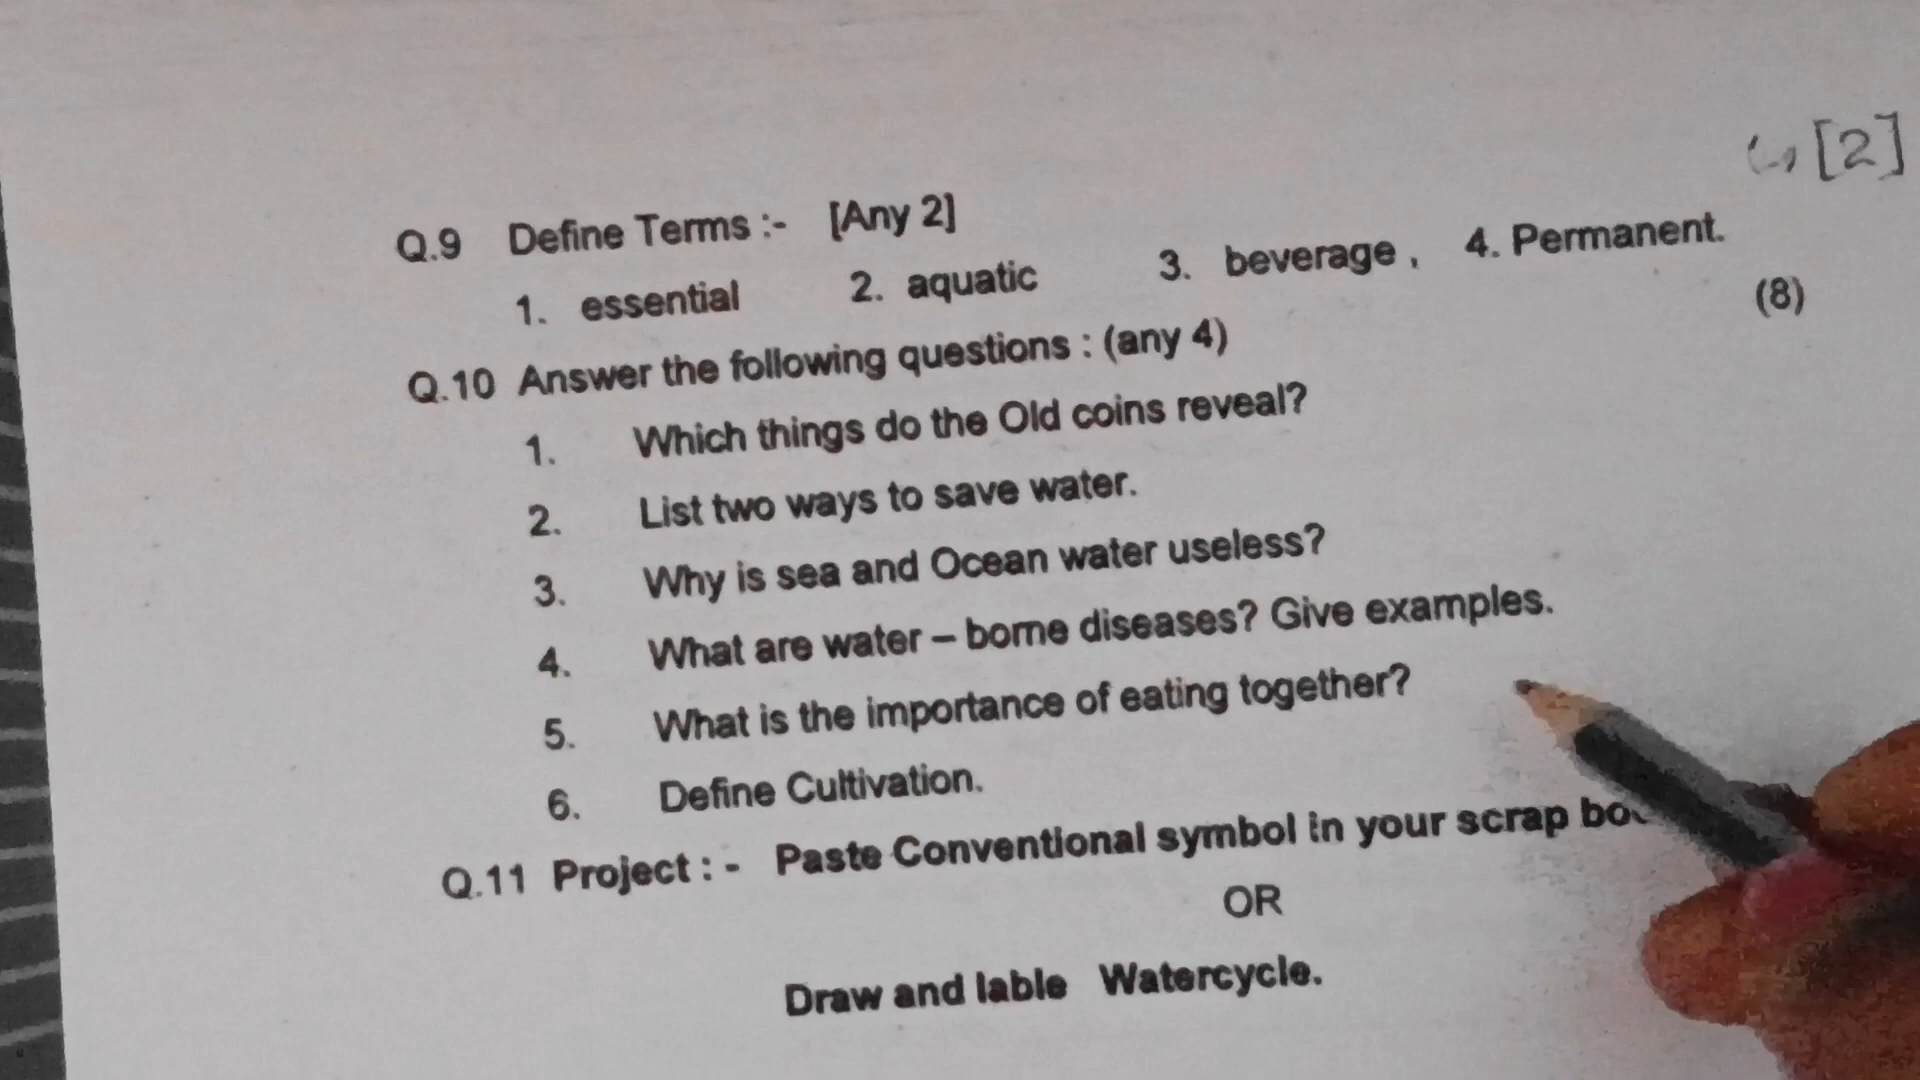 [2]
Q.9 Define Terms :- [Any 2]
1. essential 2. aquatic 3. beverage , 4. Permanent.
(8)
Q.10 Answer the following questions : (any 4)
1. Which things do the Old coins reveal?
2. List two ways to save water.
3. Why is sea and Ocean water useless?
4. What are water – borne diseases? Give examples.
5. What is the importance of eating together?
6. Define Cultivation.
Q.11 Project : - Paste Conventional symbol in your scrap
OR
Draw and lable Watercycle.